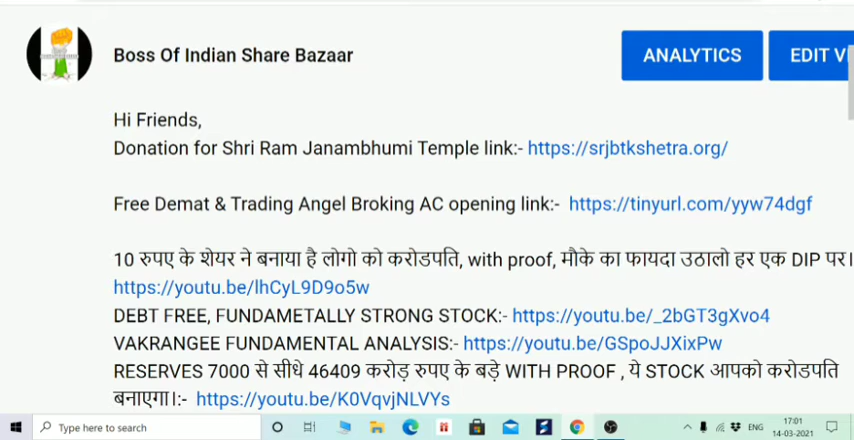 Boss Of Indian Share Bazaar
ANALYTICS
EDIT V
Hi Friends,
Donation for Shri Ram Janambhumi Temple link:- https://srjbtkshetra.org/
Free Demat & Trading Angel Broking AC opening link:- https://tinyurl.com/yyw74dgf
10 रुपए के शेयर ने बनाया है लोगो को करोडपति, with proof, मौके का फायदा उठालो हर एक DIP पर।
https://youtu.be/lhCyL9D9o5w
DEBT FREE, FUNDAMETALLY STRONG STOCK:- https://youtu.be/_2bGT3gXvo4
VAKRANGEE FUNDAMENTAL ANALYSIS:- https://youtu.be/GSpoJJXixPw
RESERVES 7000 से सीधे 46409 करोड़ रुपए के बड़े WITH PROOF , ये STOCK आपको करोडपति
बनाएगा।:- https://youtu.be/K0VqvjNLVYs
Type here to search
ENG
17:01
14-03-2021